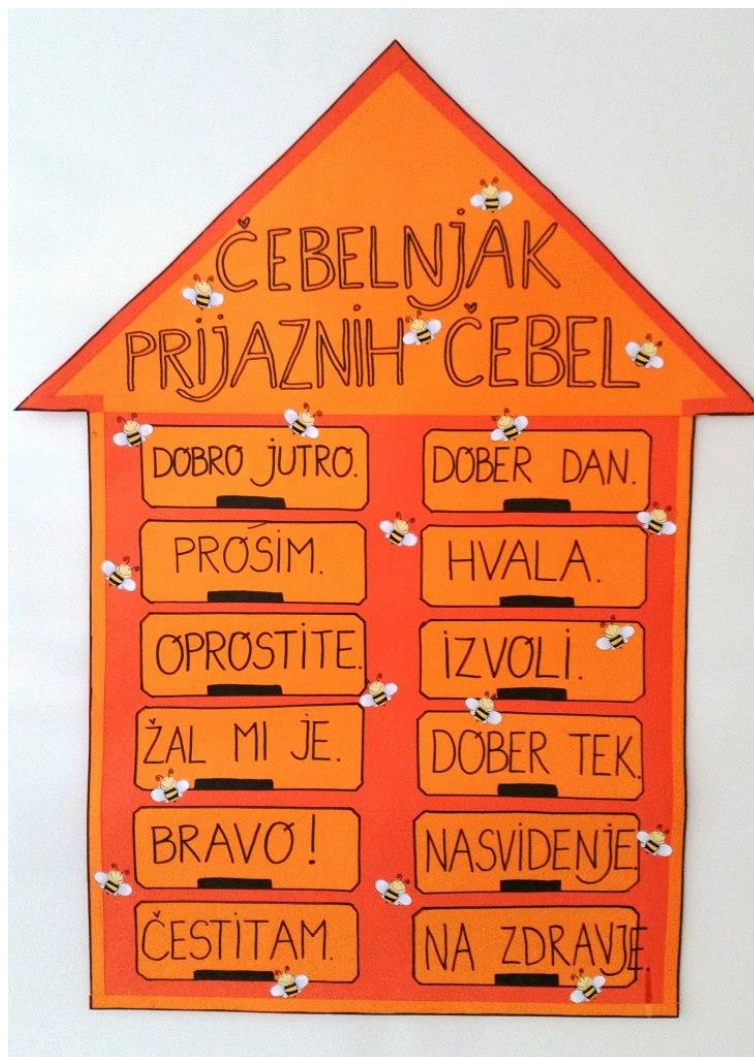 ČEBELNJAK
PRIJAZNIH ČEBEL
DOBRO JUTRO.
DOBER DAN.
PROSIM.
HVALA.
OPROSTITE.
IZVOLI.
ŽAL MI JE.
DOBER TEK.
BRAVO!
NASVIDENJE.
ČESTITAM.
NA ZDRAVJE.